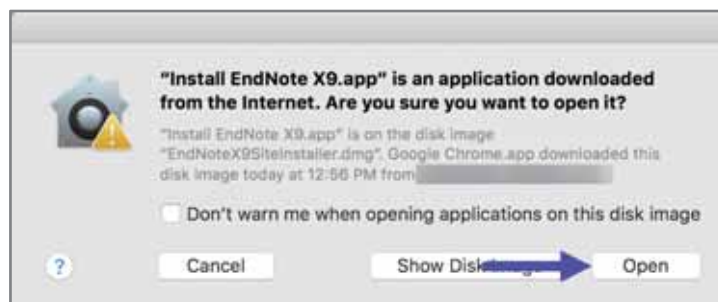 "Install EndNote X9.app" is an application downloaded
from the Internet. Are you sure you want to open it?
"Install EndNote X9.app" is on the disk image
"EndNoteX9SiteInstaller.dmg". Google Chrome.app downloaded this
disk image today at 12:56 PM from
Don't warn me when opening applications on this disk image
? Cancel Show Disk Image Open